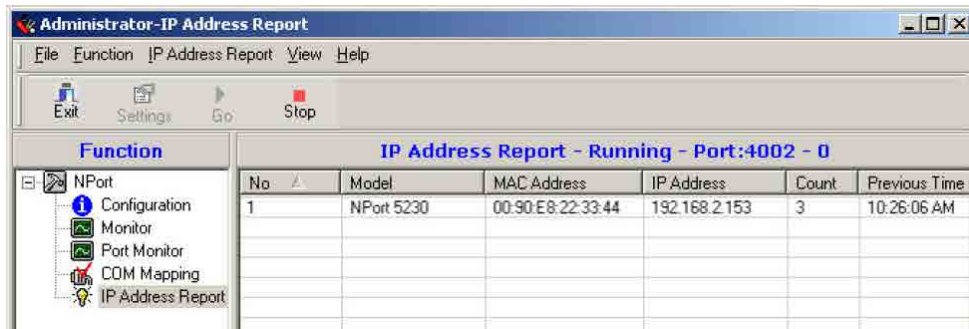 Administrator-IP Address Report
File Function IP Address Report View Help
Exit Settings Go Stop
Function
IP Address Report - Running - Port:4002 - 0
NPort
Configuration
Monitor
Port Monitor
COM Mapping
IP Address Report
No Model MAC Address IP Address Count Previous Time
1 NPort 5230 00:90:E8:22:33:44 192.168.2.153 3 10:26:06 AM